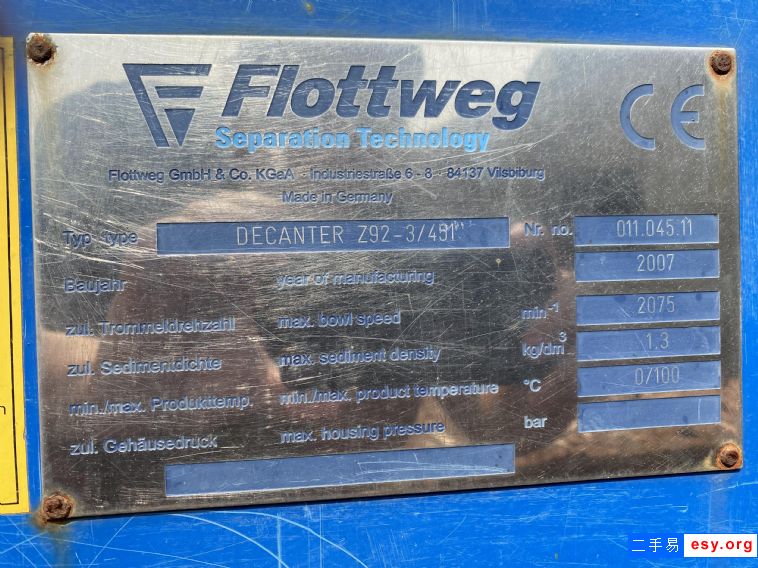 Flottweg
Separation Technology
CE
Flottweg GmbH & Co. KGaA · Industriestraße 6 - 8 · 84137 Vilsbiburg
Made in Germany
Typ type DECANTER Z92-3/451 Nr. no. 011.045.11
Baujahr year of manufacturing 2007
zul. Trommeldrehzahl max. bowl speed min-1 2075
zul. Sedimentdichte max. sediment density kg/dm3 1.3
min./max. Produkttemp. min./max. product temperature °C 0/100
zul. Gehäusedruck max. housing pressure bar
二手易 esy.org